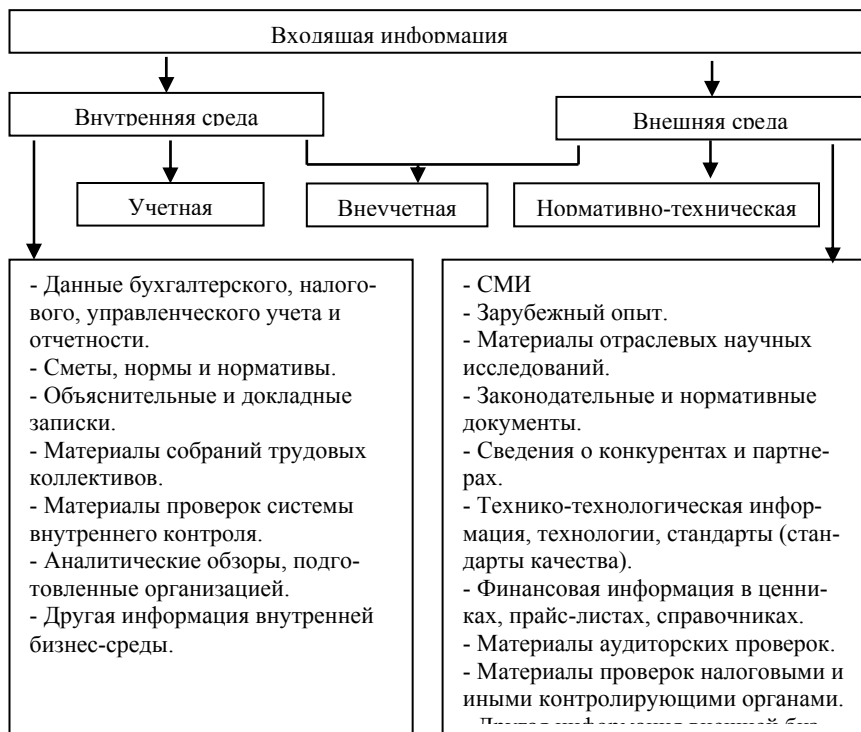 Входящая информация
Внутренняя среда
Внешняя среда
Учетная
Внеучетная
Нормативно-техническая
- Данные бухгалтерского, налого-
вого, управленческого учета и
отчетности.
- Сметы, нормы и нормативы.
- Объяснительные и докладные
записки.
- Материалы собраний трудовых
коллективов.
- Материалы проверок системы
внутреннего контроля.
- Аналитические обзоры, подго-
товленные организацией.
- Другая информация внутренней
бизнес-среды.
- СМИ
- Зарубежный опыт.
- Материалы отраслевых научных
исследований.
- Законодательные и нормативные
документы.
- Сведения о конкурентах и партне-
рах.
- Технико-технологическая инфор-
мация, технологии, стандарты (стан-
дарты качества).
- Финансовая информация в ценни-
ках, прайс-листах, справочниках.
- Материалы аудиторских проверок.
- Материалы проверок налоговыми и
иными контролирующими органами.
- Другая информация внешней биз-